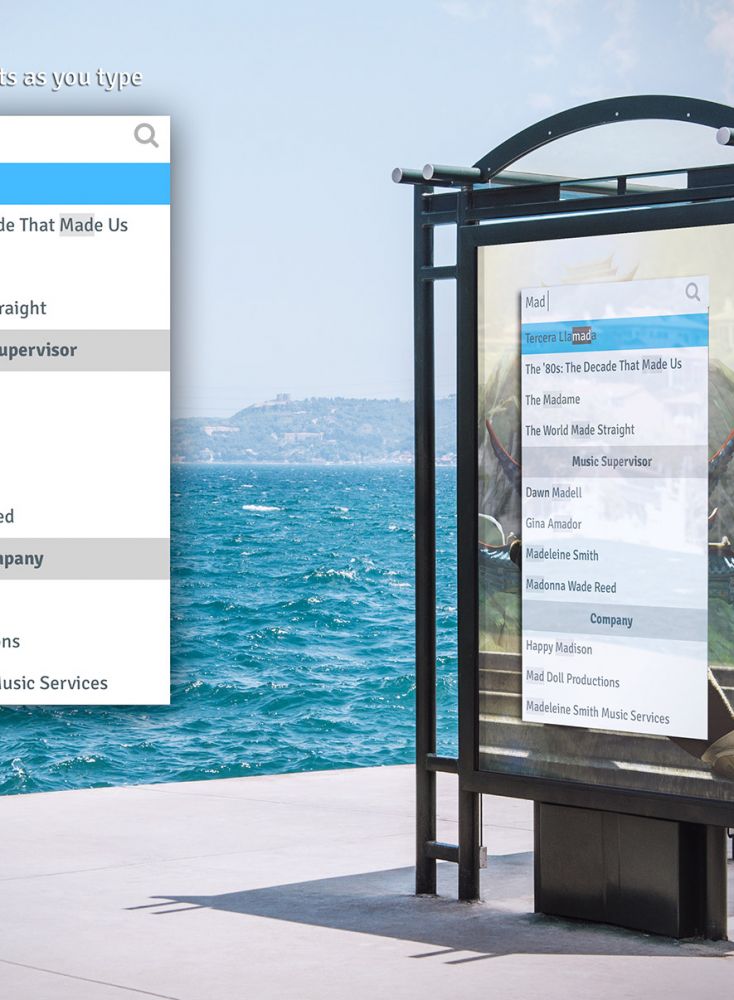 ts as you type
de That Made Us
raight
upervisor
ed
mpany
ons
Music Services
Mad
Tercera Llamada
The '80s: The Decade That Made Us
The Madame
The World Made Straight
Music Supervisor
Dawn Madell
Gina Amador
Madeleine Smith
Madonna Wade Reed
Company
Happy Madison
Mad Doll Productions
Madeleine Smith Music Services